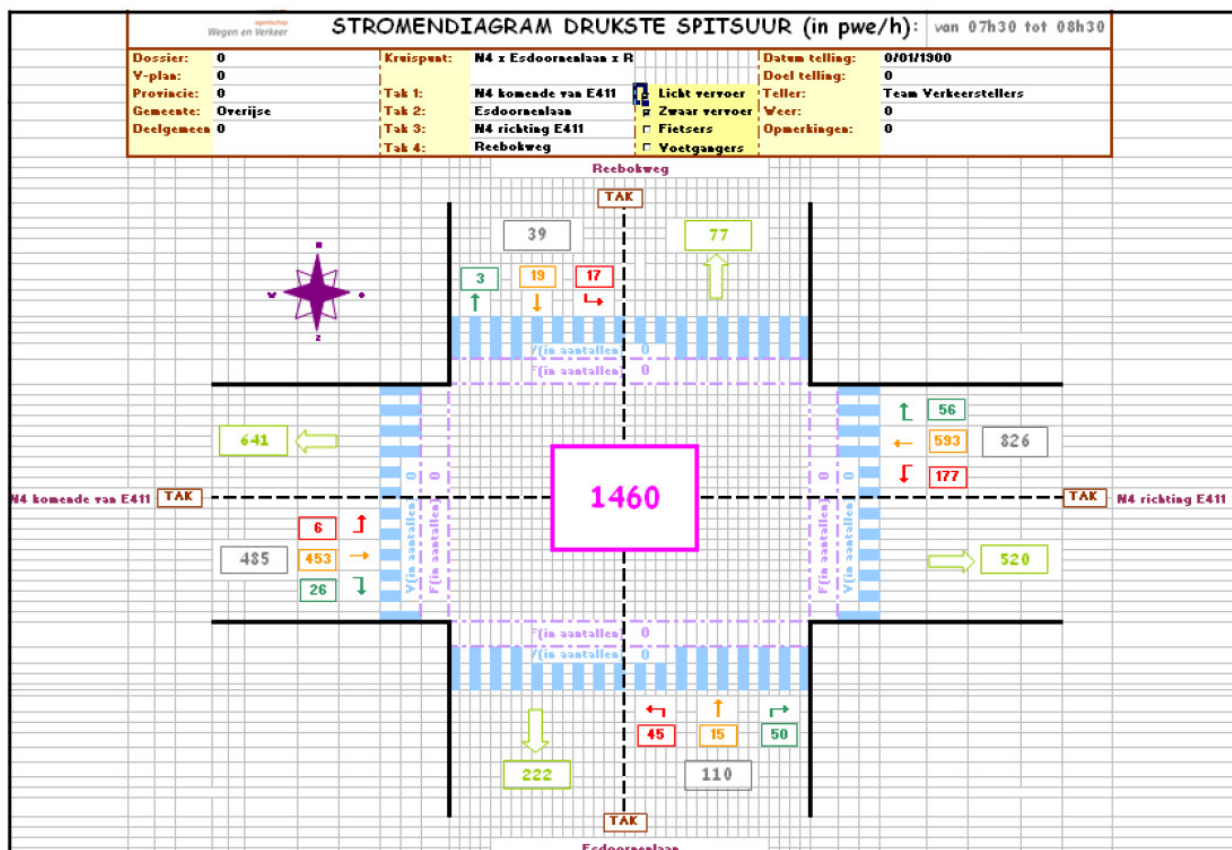 agentschap
Wegen en Verkeer
STROMENDIAGRAM DRUKSTE SPITSUUR (in pwe/h): van 07h30 tot 08h30
Dossier: 0 Kruispunt: N4 x Esdoornenlaan x R Datum telling: 0/01/1900
V-plan: 0 Doel telling: 0
Provincie: 0 Tak 1: N4 komende van E411 Licht vervoer Teller: Team Verkeerstellers
Gemeente: Overijse Tak 2: Esdoornenlaan Zwaar vervoer Weer: 0
Deelgemeen 0 Tak 3: N4 richting E411 Fietsers Opmerkingen: 0
Tak 4: Reebokweg Voetgangers
Reebokweg
TAK
39 77
3 19 17
N
W O
Z
V(in aantallen) 0
F(in aantallen) 0
56
641 593 826
177
V(in aantallen) 0
F(in aantallen) 0
F(in aantallen) 0
V(in aantallen) 0
1460
N4 komende van E411 TAK TAK N4 richting E411
6
485 453 520
26
F(in aantallen) 0
V(in aantallen) 0
45 15 50
222 110
TAK
Esdoornenlaan